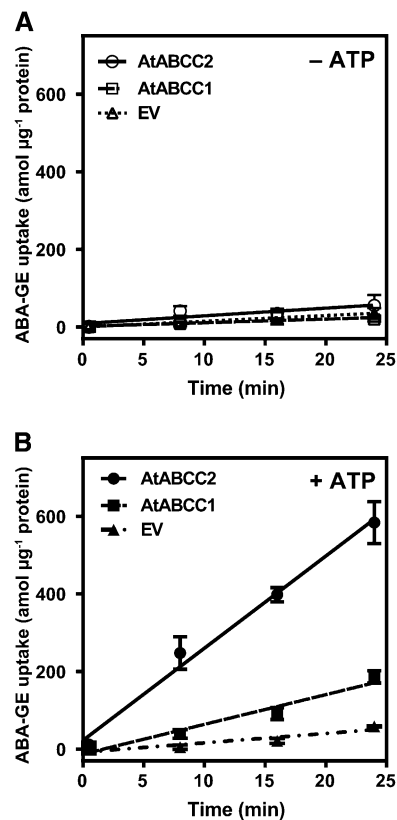 A
AtABCC2
AtABCC1
EV
– ATP
ABA-GE uptake (amol µg⁻¹ protein)
600
400
200
0
0 5 10 15 20 25
Time (min)
B
AtABCC2
AtABCC1
EV
+ ATP
ABA-GE uptake (amol µg⁻¹ protein)
600
400
200
0
0 5 10 15 20 25
Time (min)